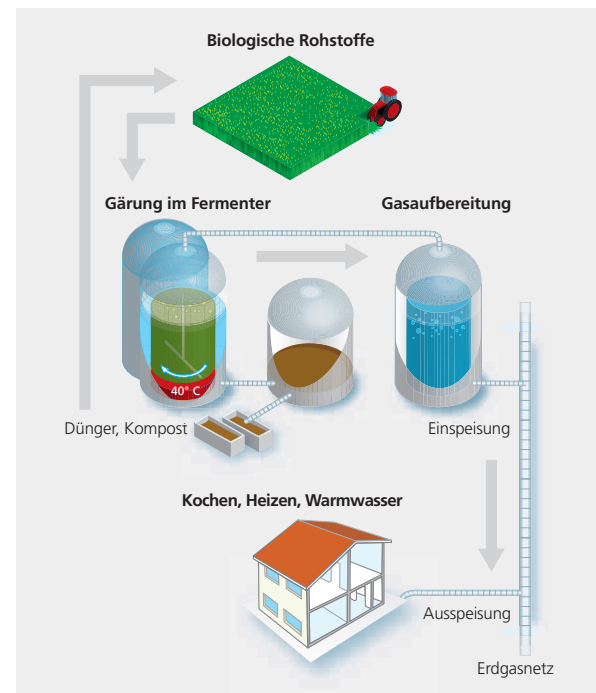 Biologische Rohstoffe
Gärung im Fermenter
Gasaufbereitung
40° C
Dünger, Kompost
Einspeisung
Kochen, Heizen, Warmwasser
Ausspeisung
Erdgasnetz